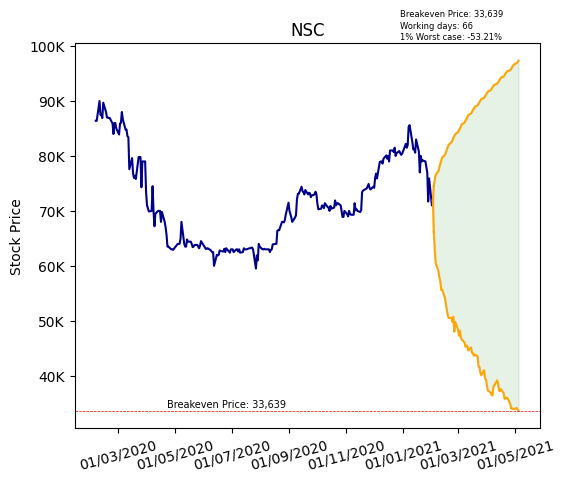 Breakeven Price: 33,639
Working days: 66
1% Worst case: -53.21%
NSC
100K
90K
80K
70K
60K
50K
40K
Stock Price
Breakeven Price: 33,639
01/03/2020
01/05/2020
01/07/2020
01/09/2020
01/11/2020
01/01/2021
01/03/2021
01/05/2021